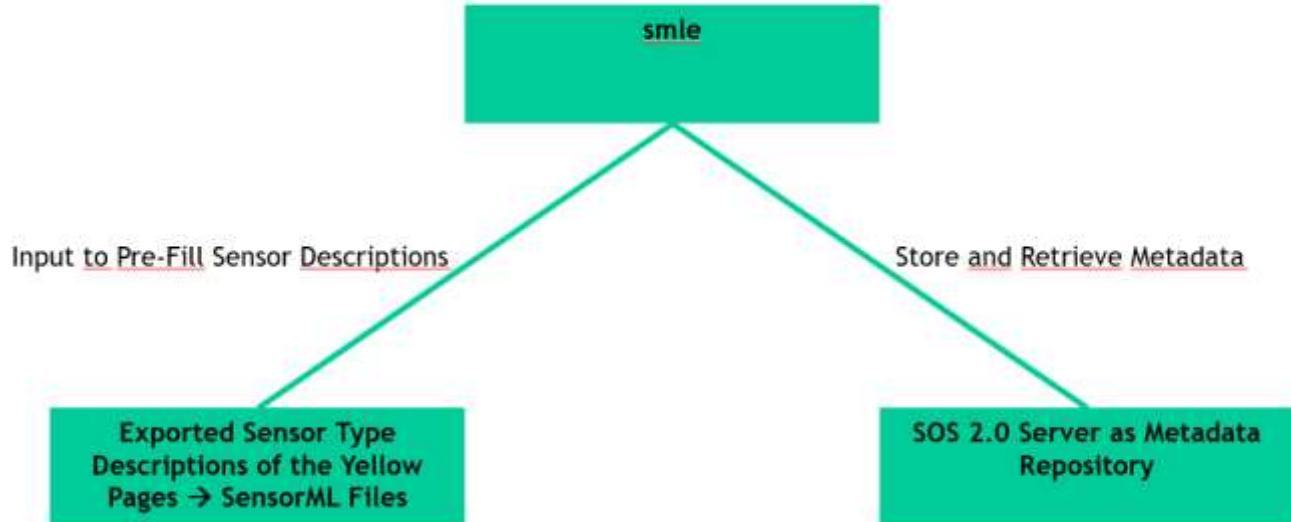 smle
Input to Pre-Fill Sensor Descriptions
Store and Retrieve Metadata
Exported Sensor Type
Descriptions of the Yellow
Pages → SensorML Files
SOS 2.0 Server as Metadata
Repository